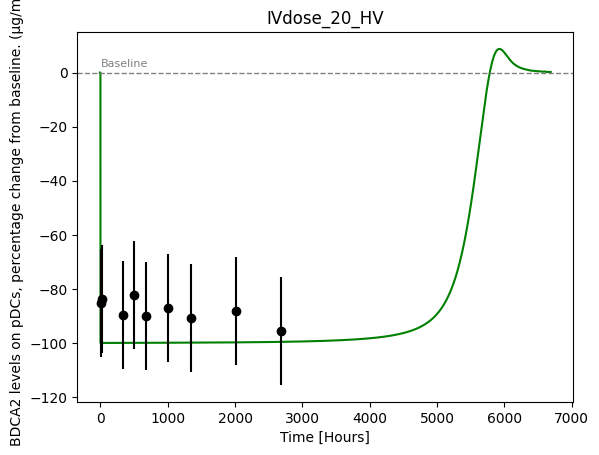 IVdose_20_HV
BDCA2 levels on pDCs, percentage change from baseline. (µg/m
Baseline
0
−20
−40
−60
−80
−100
−120
0 1000 2000 3000 4000 5000 6000 7000
Time [Hours]